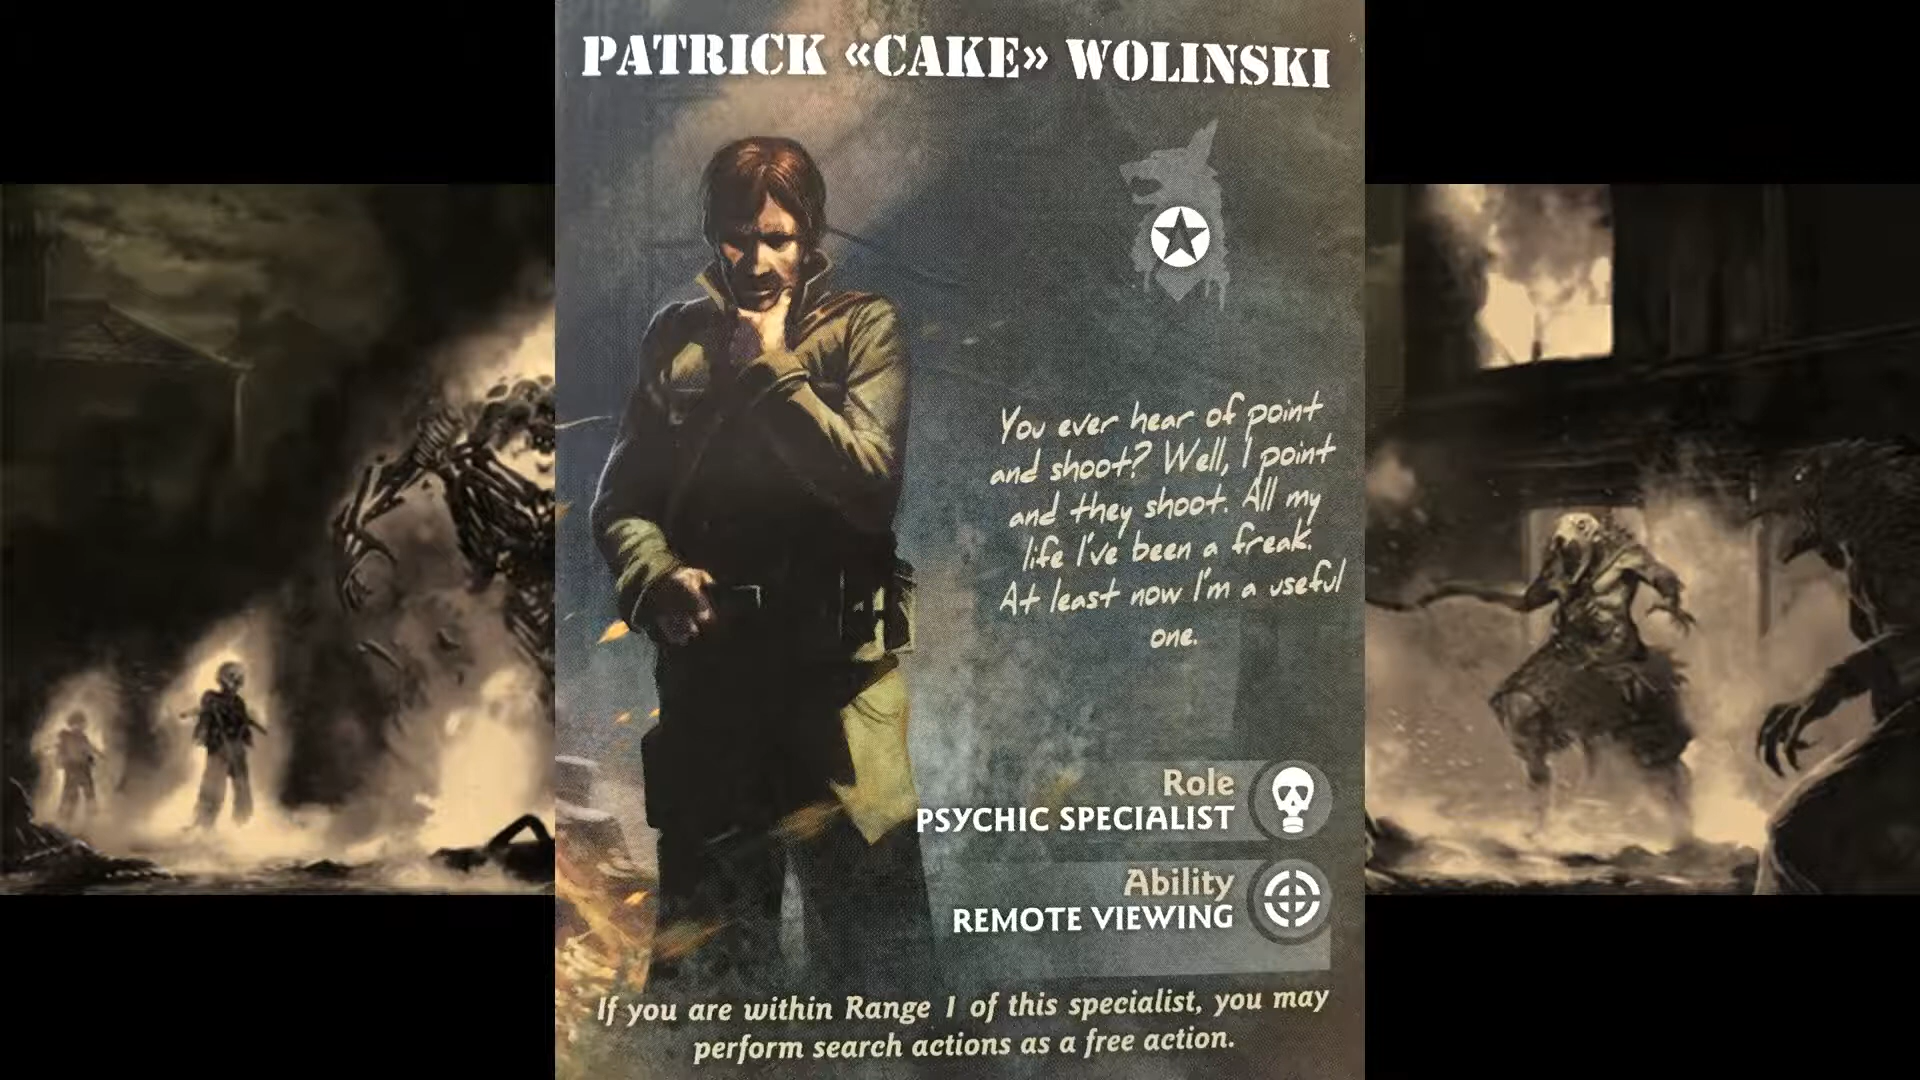 PATRICK «CAKE» WOLINSKI
You ever hear of point
and shoot? Well, I point
and they shoot. All my
life I've been a freak.
At least now I'm a useful
one.
Role
PSYCHIC SPECIALIST
Ability
REMOTE VIEWING
If you are within Range 1 of this specialist, you may
perform search actions as a free action.